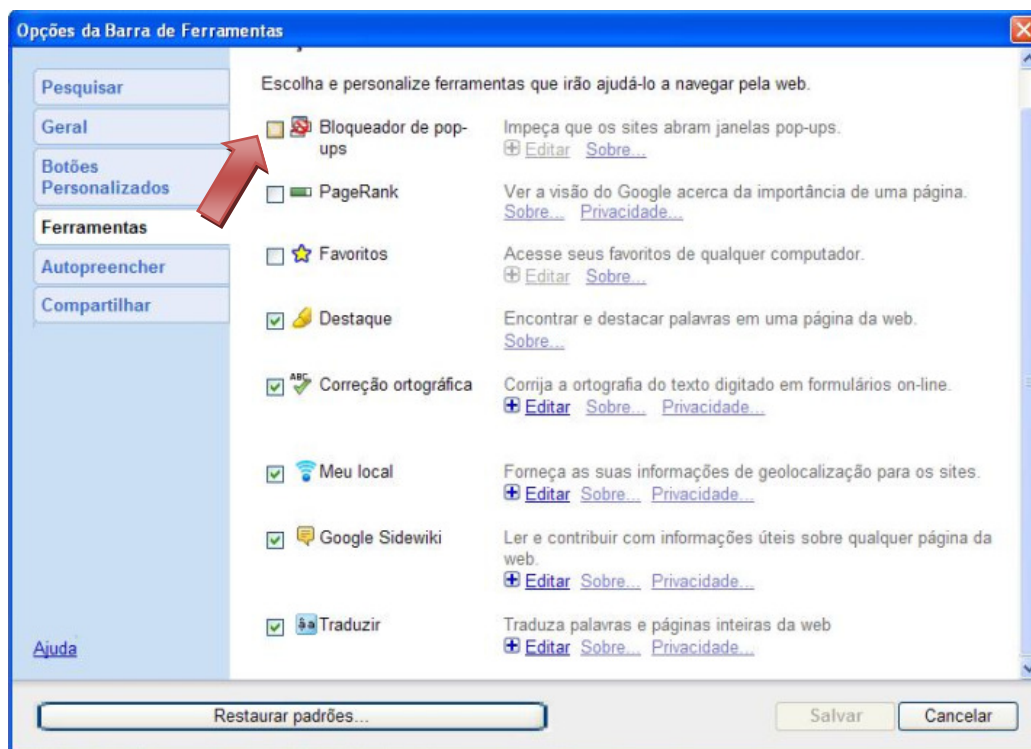 Opções da Barra de Ferramentas
Pesquisar
Geral
Botões
Personalizados
Ferramentas
Autopreencher
Compartilhar
Ajuda
Escolha e personalize ferramentas que irão ajudá-lo a navegar pela web.
Bloqueador de pop-
ups
Impeça que os sites abram janelas pop-ups.
Editar Sobre...
PageRank
Ver a visão do Google acerca da importância de uma página.
Sobre... Privacidade...
Favoritos
Acesse seus favoritos de qualquer computador.
Editar Sobre...
Destaque
Encontrar e destacar palavras em uma página da web.
Sobre...
ABC
Correção ortográfica
Corrija a ortografia do texto digitado em formulários on-line.
Editar Sobre... Privacidade...
Meu local
Forneça as suas informações de geolocalização para os sites.
Editar Sobre... Privacidade...
Google Sidewiki
Ler e contribuir com informações úteis sobre qualquer página da
web.
Editar Sobre... Privacidade...
Traduzir
Traduza palavras e páginas inteiras da web
Editar Sobre... Privacidade...
Restaurar padrões...
Salvar
Cancelar